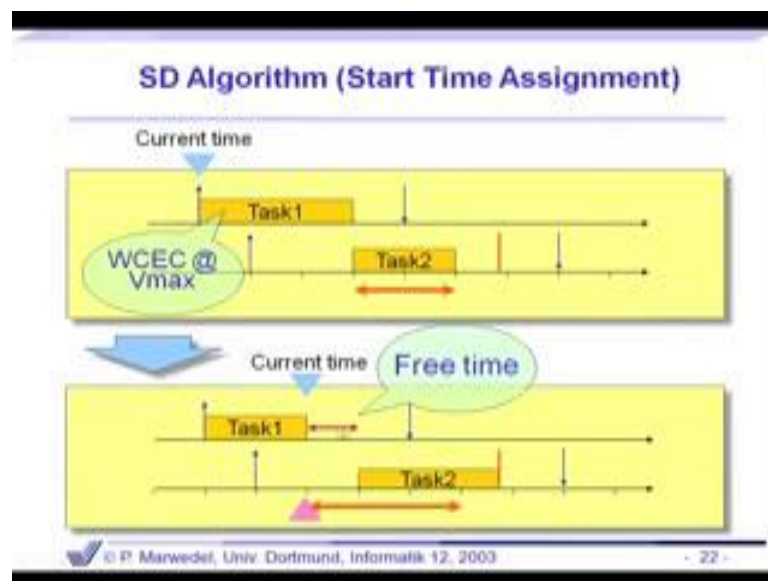 SD Algorithm (Start Time Assignment)
Current time
Task1
WCEC @
Vmax
Task2
Current time
Free time
Task1
Task2
© P. Marwedel, Univ. Dortmund, Informatik 12, 2003
- 22 -